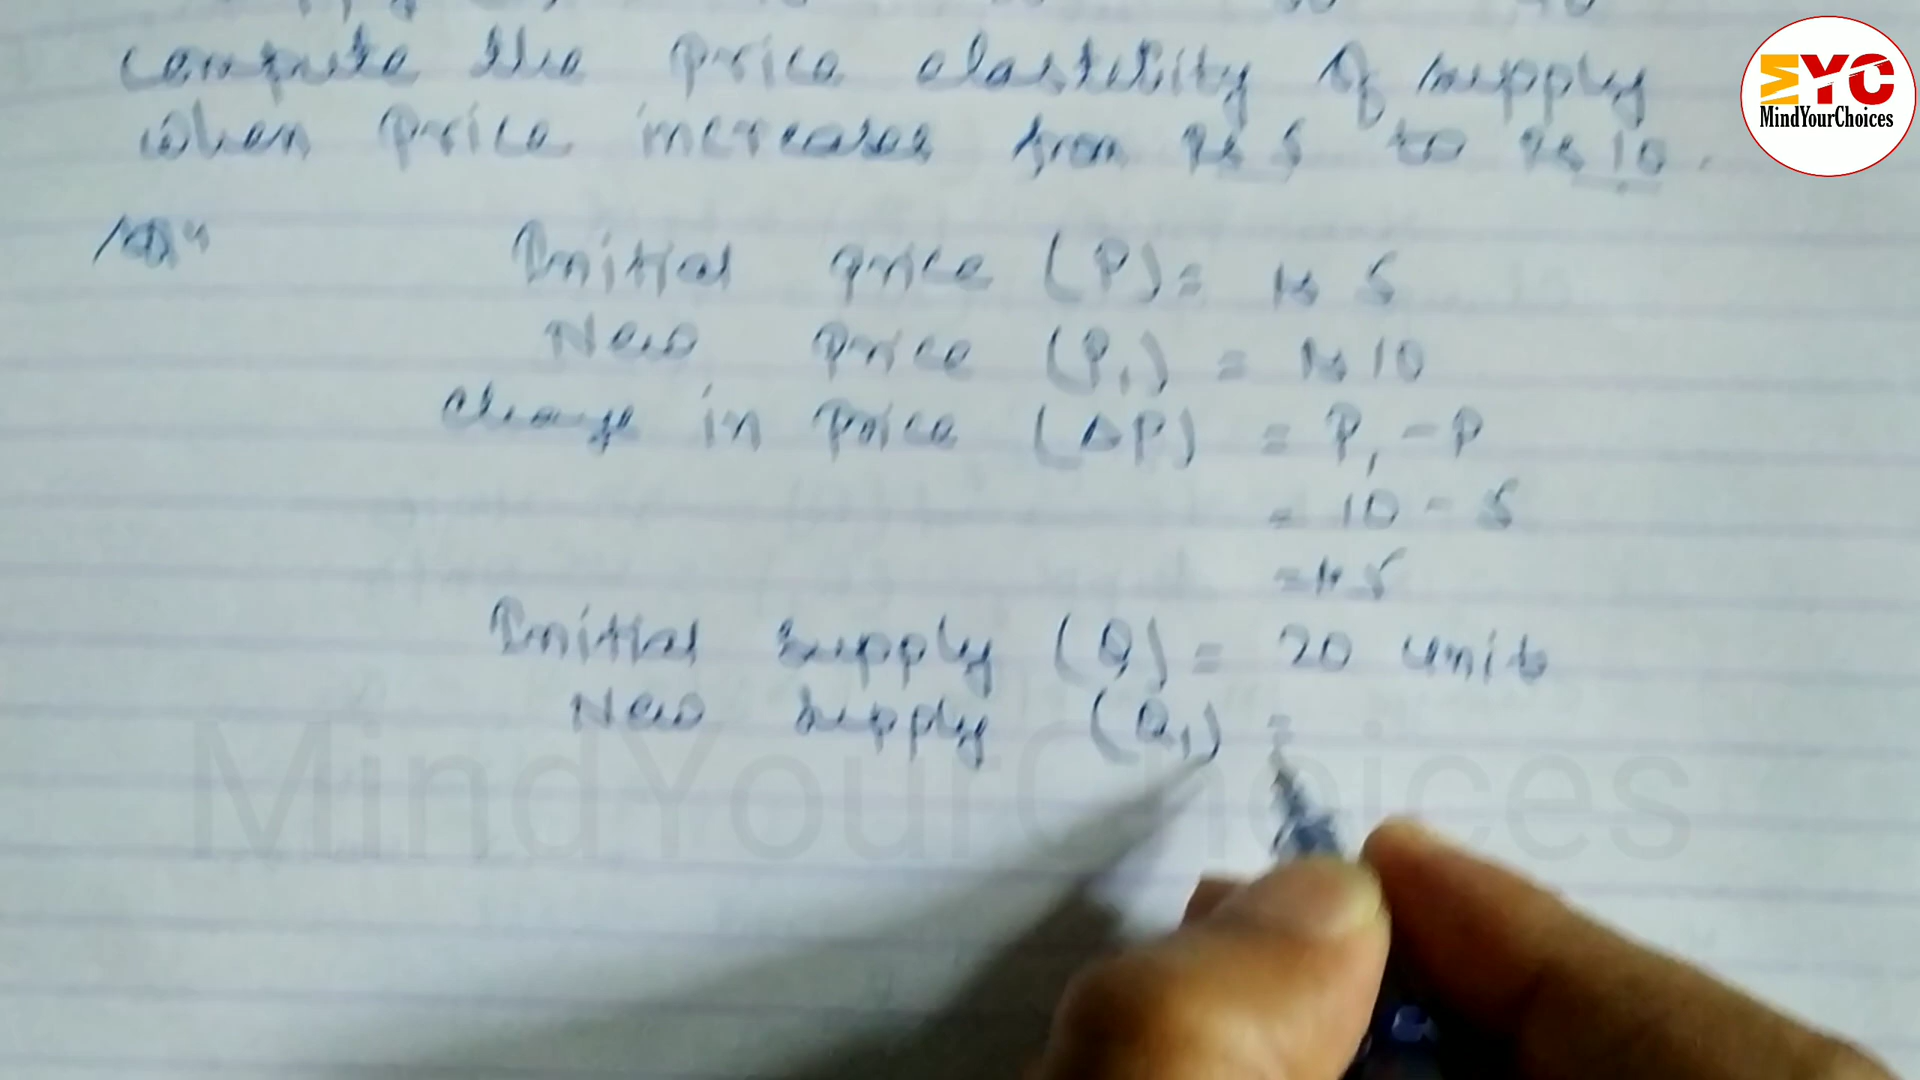 compute the price elasticity of supply
when price increases from Rs 5 to Rs 10.
Initial price (P) = Rs 5
New price (P₁) = Rs 10
Change in price (ΔP) = P₁ - P
= 10 - 5
= Rs 5
Initial supply (Q) = 20 units
New supply (Q₁) =
MYC
MindYourChoices
MindYourChoices